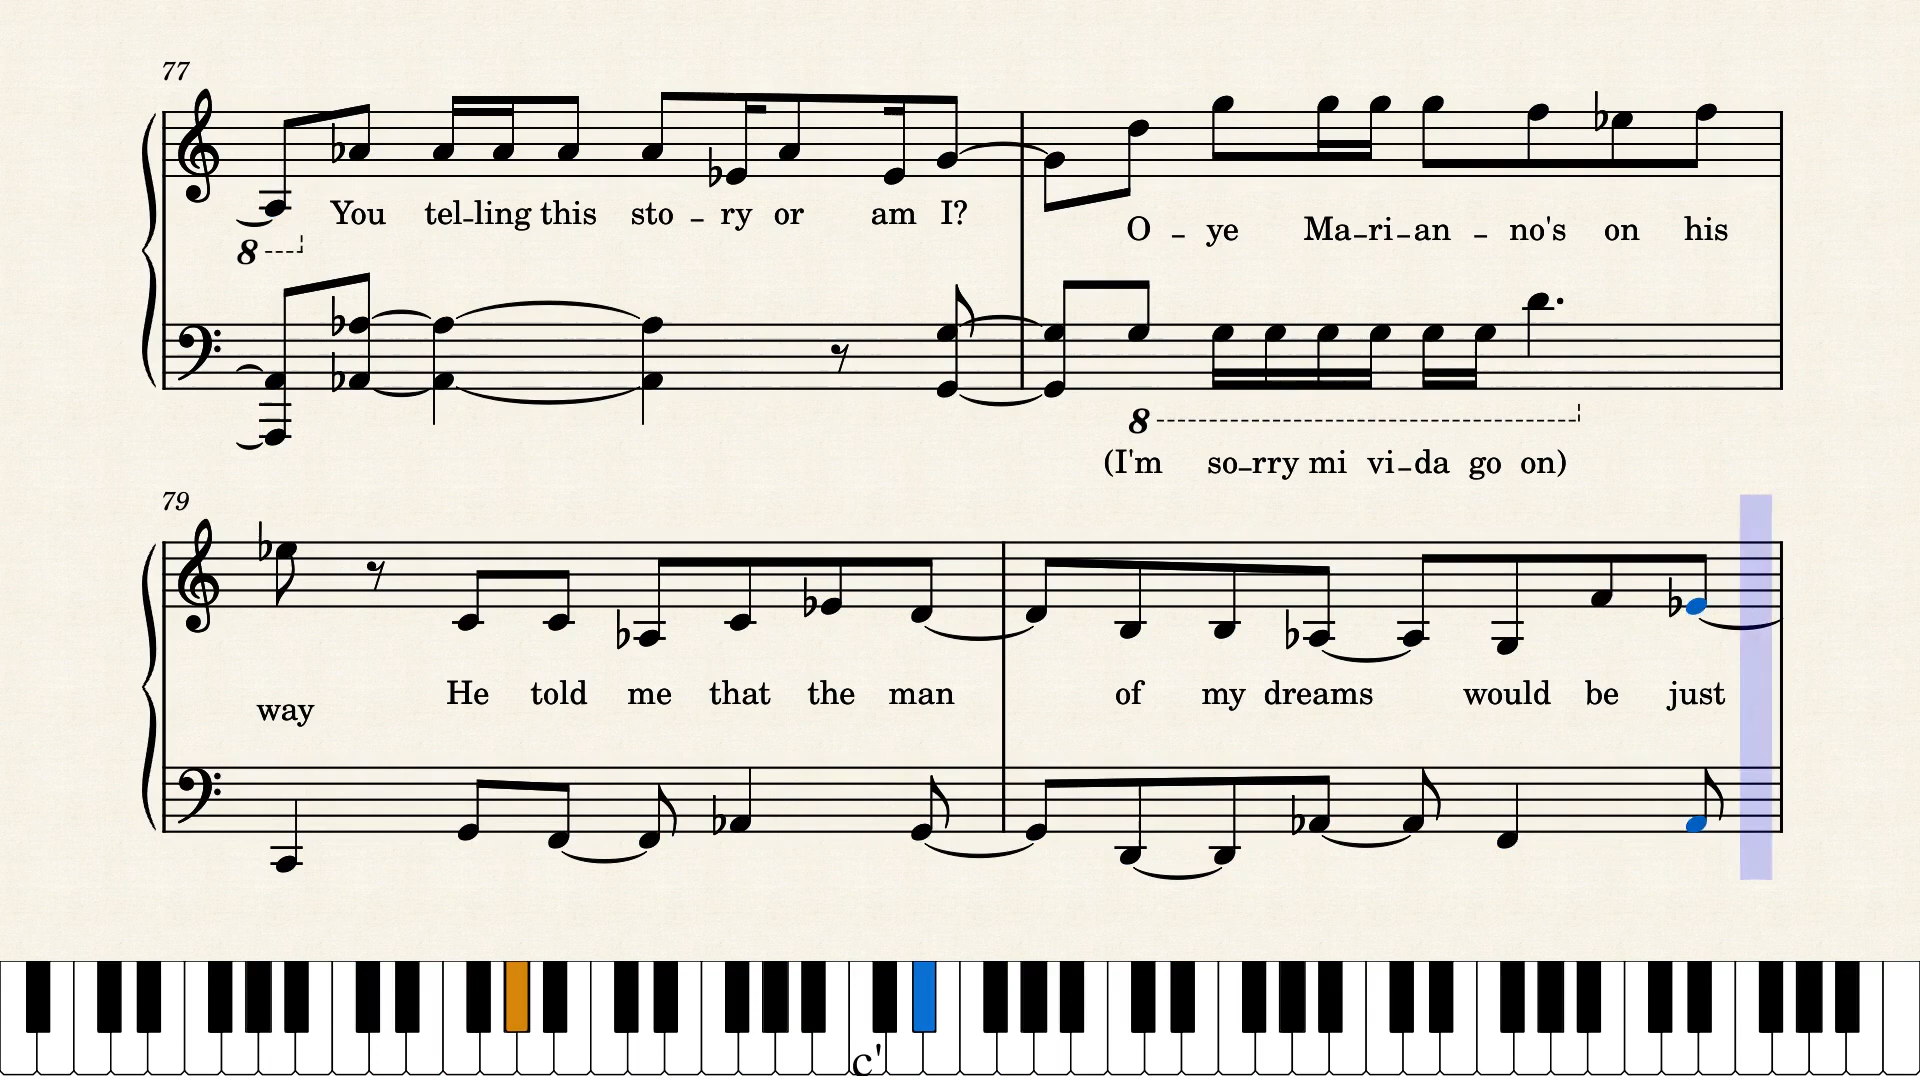 77
You tel-ling this sto - ry or am I?
O - ye Ma-ri-an - no's on his
8
8
(I'm so-rry mi vi-da go on)
79
way He told me that the man of my dreams would be just
c'